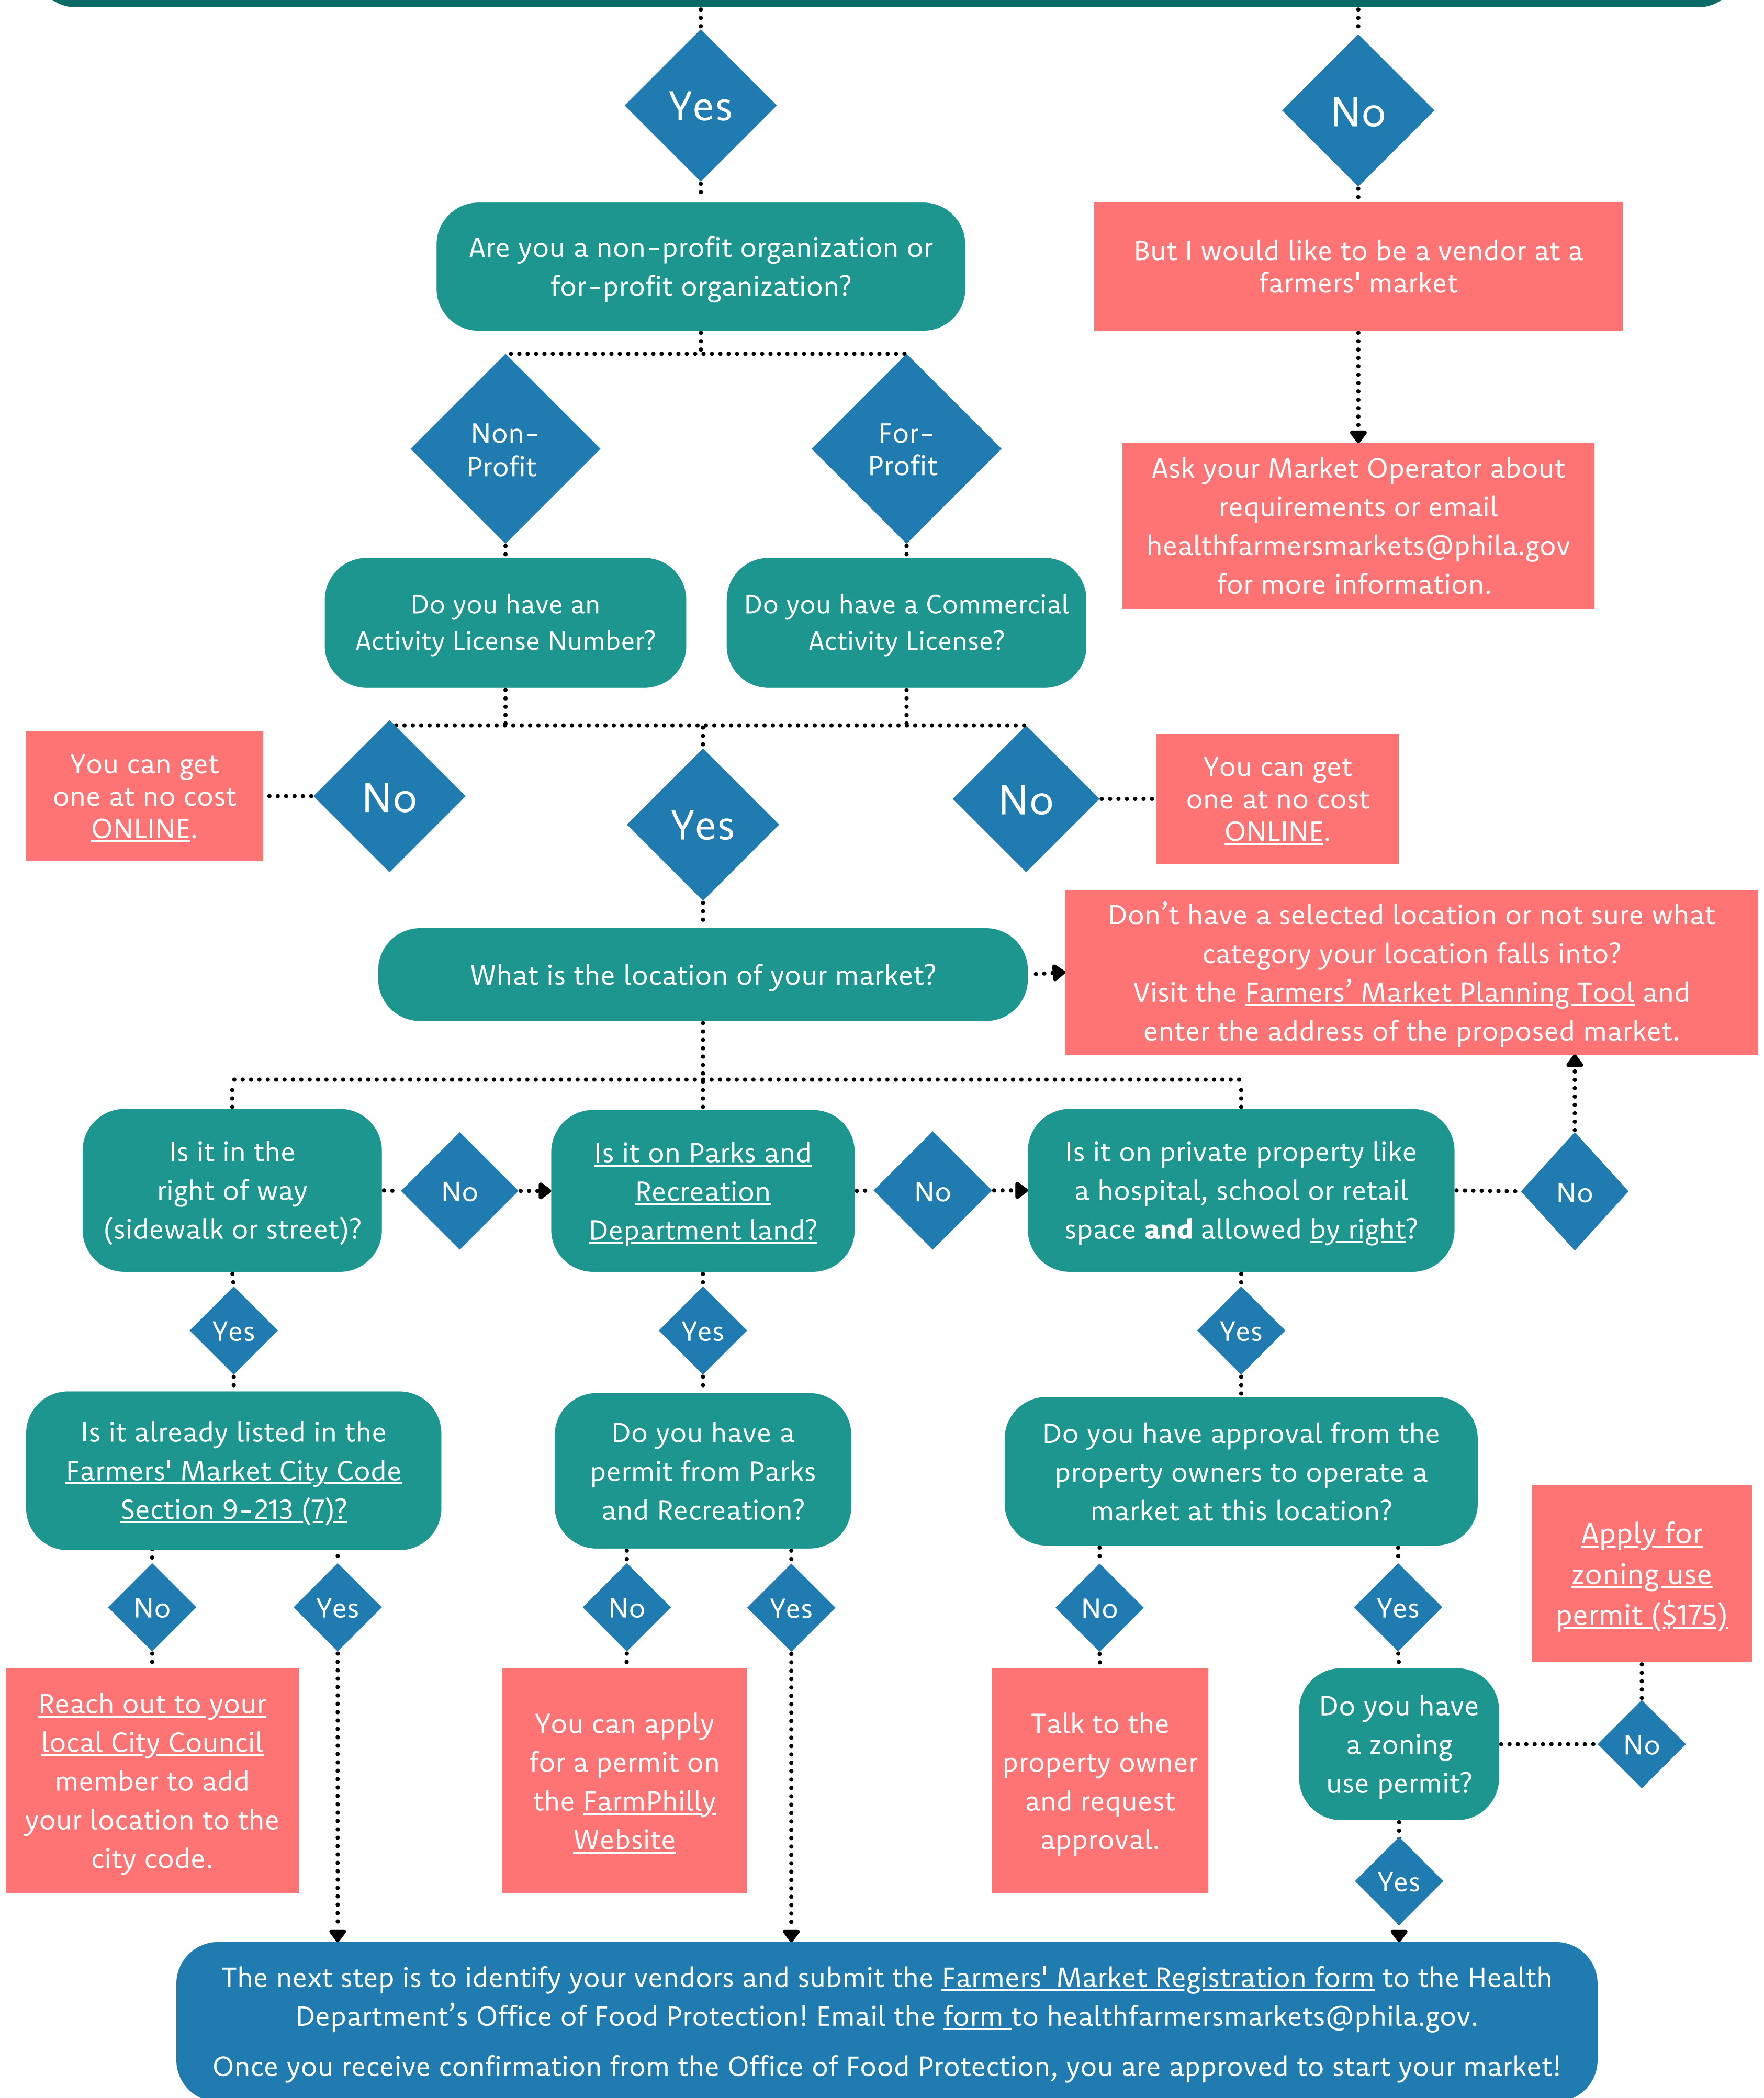 Yes
No
Are you a non-profit organization or
for-profit organization?
But I would like to be a vendor at a
farmers' market
Non-
Profit
For-
Profit
Ask your Market Operator about
requirements or email
healthfarmersmarkets@phila.gov
for more information.
Do you have an
Activity License Number?
Do you have a Commercial
Activity License?
You can get
one at no cost
ONLINE.
No
Yes
No
You can get
one at no cost
ONLINE.
What is the location of your market?
Don’t have a selected location or not sure what
category your location falls into?
Visit the Farmers’ Market Planning Tool and
enter the address of the proposed market.
Is it in the
right of way
(sidewalk or street)?
No
Is it on Parks and
Recreation
Department land?
No
Is it on private property like
a hospital, school or retail
space and allowed by right?
No
Yes
Yes
Yes
Is it already listed in the
Farmers' Market City Code
Section 9-213 (7)?
Do you have a
permit from Parks
and Recreation?
Do you have approval from the
property owners to operate a
market at this location?
Apply for
zoning use
permit ($175)
No
Yes
No
Yes
No
Yes
Reach out to your
local City Council
member to add
your location to the
city code.
You can apply
for a permit on
the FarmPhilly
Website
Talk to the
property owner
and request
approval.
Do you have
a zoning
use permit?
No
Yes
The next step is to identify your vendors and submit the Farmers' Market Registration form to the Health
Department’s Office of Food Protection! Email the form to healthfarmersmarkets@phila.gov.
Once you receive confirmation from the Office of Food Protection, you are approved to start your market!